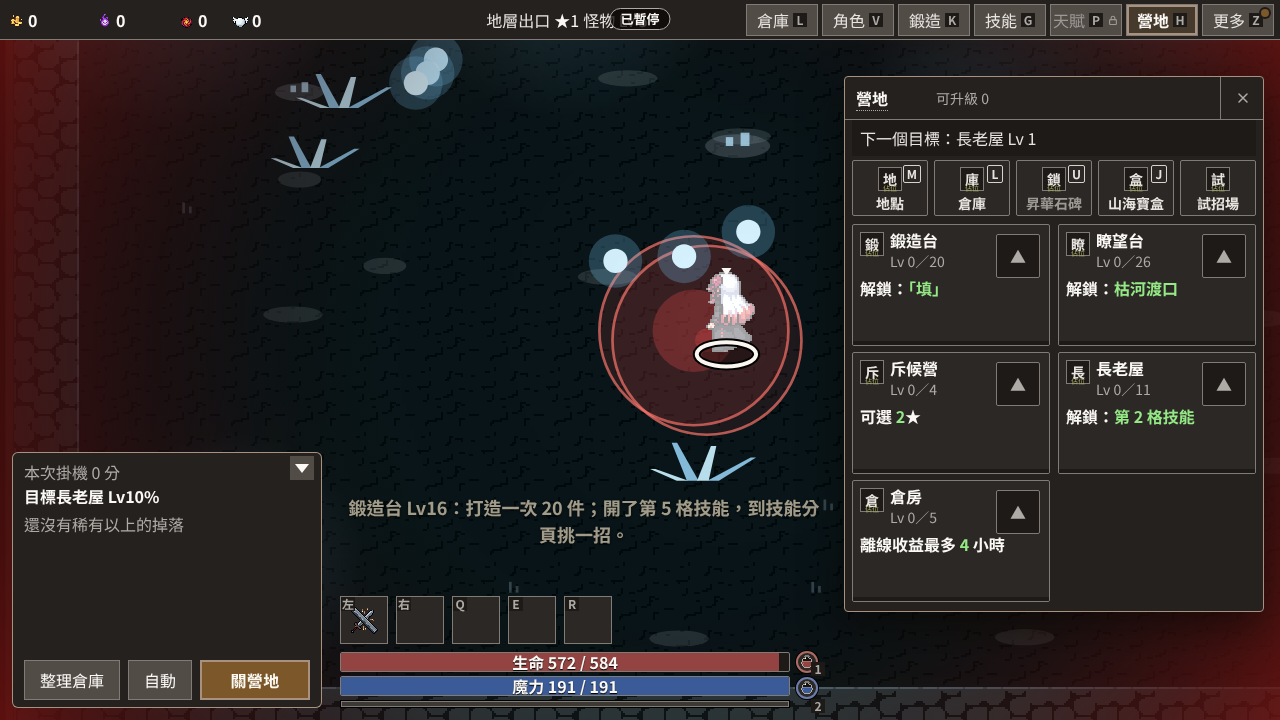 0 0 0 0 地層出口 ★1 怪物 已暫停 倉庫 L 角色 V 鍛造 K 技能 G 天賦 P 營地 H 更多 Z
營地 可升級 0 ×
下一個目標：長老屋 Lv 1
地 M 庫 L 鎖 U 盒 J 試
地點 倉庫 昇華石碑 山海寶盒 試招場
鍛 鍛造台
Lv 0／20
解鎖：「填」
瞭 瞭望台
Lv 0／26
解鎖：枯河渡口
斥 斥候營
Lv 0／4
可選 2★
長 長老屋
Lv 0／11
解鎖：第 2 格技能
倉 倉房
Lv 0／5
離線收益最多 4 小時
本次掛機 0 分
目標長老屋 Lv10%
還沒有稀有以上的掉落
整理倉庫 自動 關營地
鍛造台 Lv16：打造一次 20 件；開了第 5 格技能，到技能分
頁挑一招。
左 右 Q E R
生命 572 / 584 1
魔力 191 / 191 2